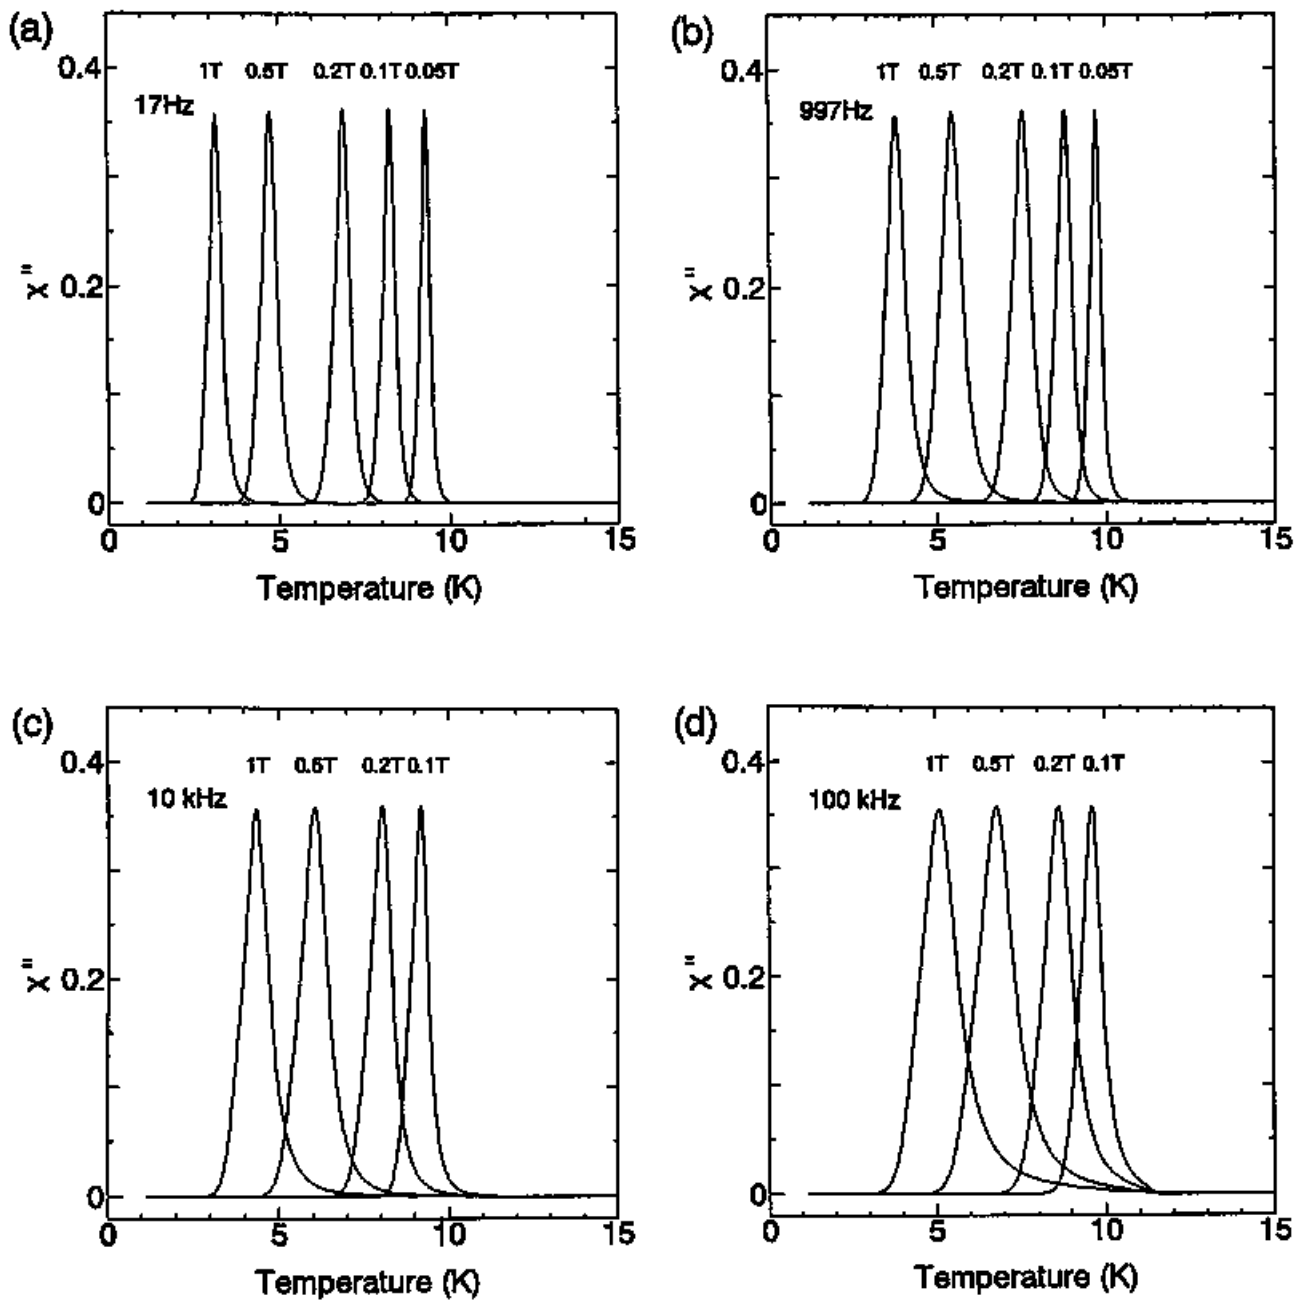 (a)
0.4
1T 0.5T 0.2T 0.1T 0.05T
17Hz
χ" 0.2
0
0 5 10 15
Temperature (K)
(b)
0.4
1T 0.5T 0.2T 0.1T 0.05T
997Hz
χ" 0.2
0
0 5 10 15
Temperature (K)
(c)
0.4
1T 0.5T 0.2T 0.1T
10 kHz
χ" 0.2
0
0 5 10 15
Temperature (K)
(d)
0.4
1T 0.5T 0.2T 0.1T
100 kHz
χ" 0.2
0
0 5 10 15
Temperature (K)